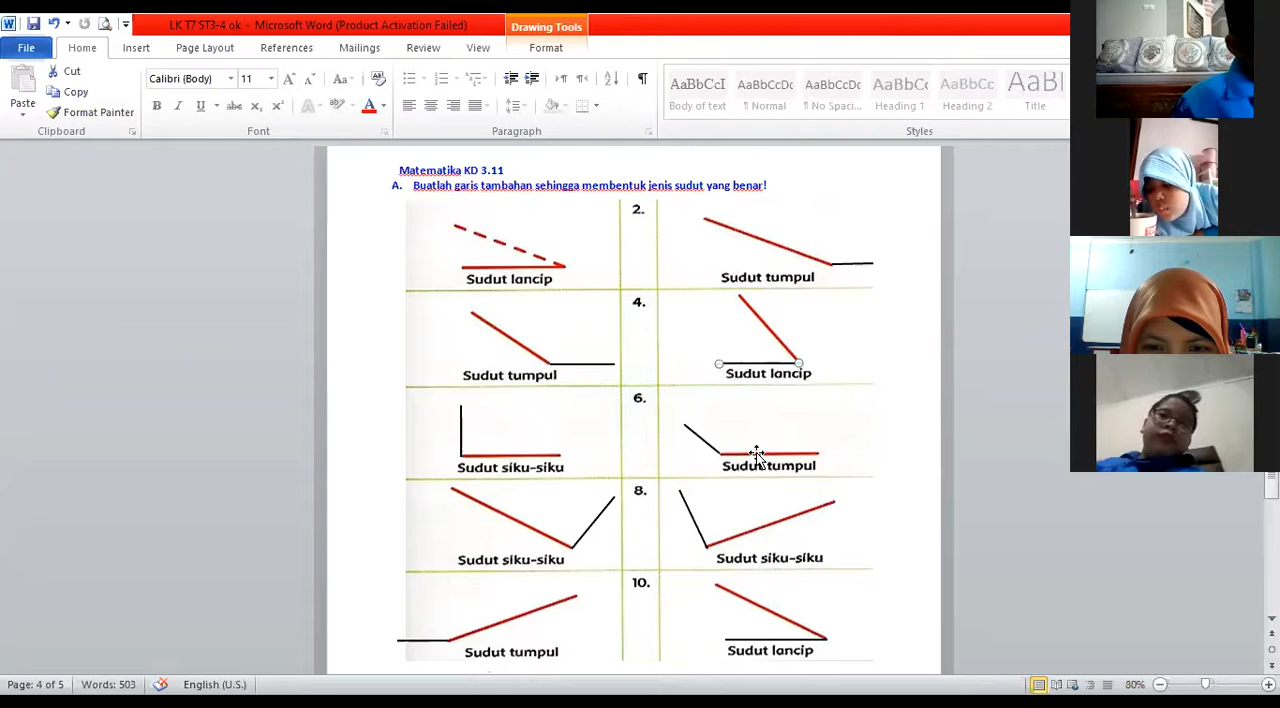 LK T7 ST3-4 ok - Microsoft Word (Product Activation Failed)
Drawing Tools
File Home Insert Page Layout References Mailings Review View Format
Paste
Cut
Copy
Format Painter
Clipboard
Calibri (Body) 11
Font
Paragraph
AaBbCcI AaBbCcDc AaBbCcDc AaBbCc AaBbCc AaBl
Body of text ¶ Normal ¶ No Spaci... Heading 1 Heading 2 Title
Styles
Matematika KD 3.11
A. Buatlah garis tambahan sehingga membentuk jenis sudut yang benar!
Sudut lancip
2.
Sudut tumpul
Sudut tumpul
4.
Sudut lancip
Sudut siku-siku
6.
Sudut tumpul
Sudut siku-siku
8.
Sudut siku-siku
Sudut tumpul
10.
Sudut lancip
Page: 4 of 5 Words: 503 English (U.S.) 80%